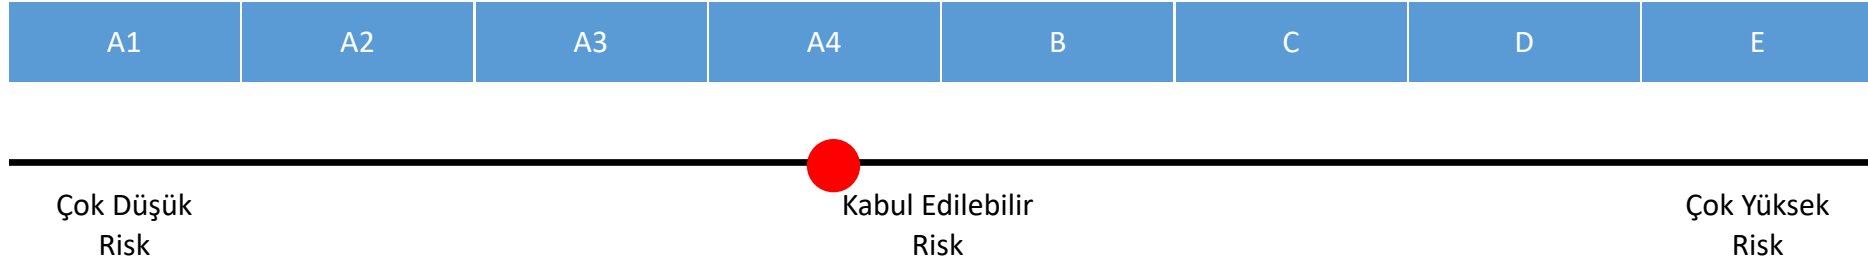 A1 A2 A3 A4 B C D E
Çok Düşük Risk
Kabul Edilebilir Risk
Çok Yüksek Risk